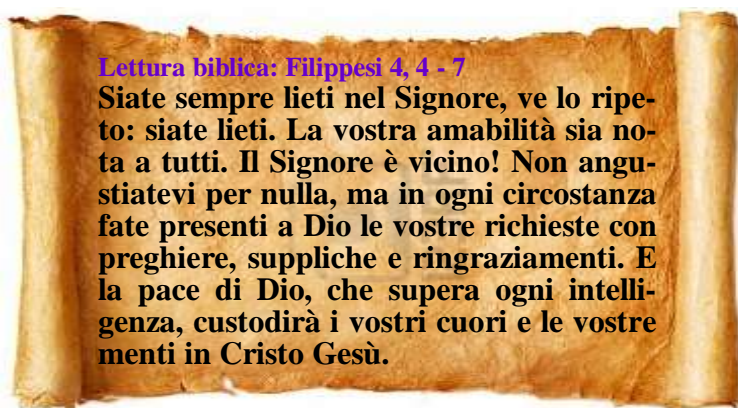 Lettura biblica: Filippesi 4, 4 - 7
Siate sempre lieti nel Signore, ve lo ripe-
to: siate lieti. La vostra amabilità sia no-
ta a tutti. Il Signore è vicino! Non angu-
stiatevi per nulla, ma in ogni circostanza
fate presenti a Dio le vostre richieste con
preghiere, suppliche e ringraziamenti. E
la pace di Dio, che supera ogni intelli-
genza, custodirà i vostri cuori e le vostre
menti in Cristo Gesù.